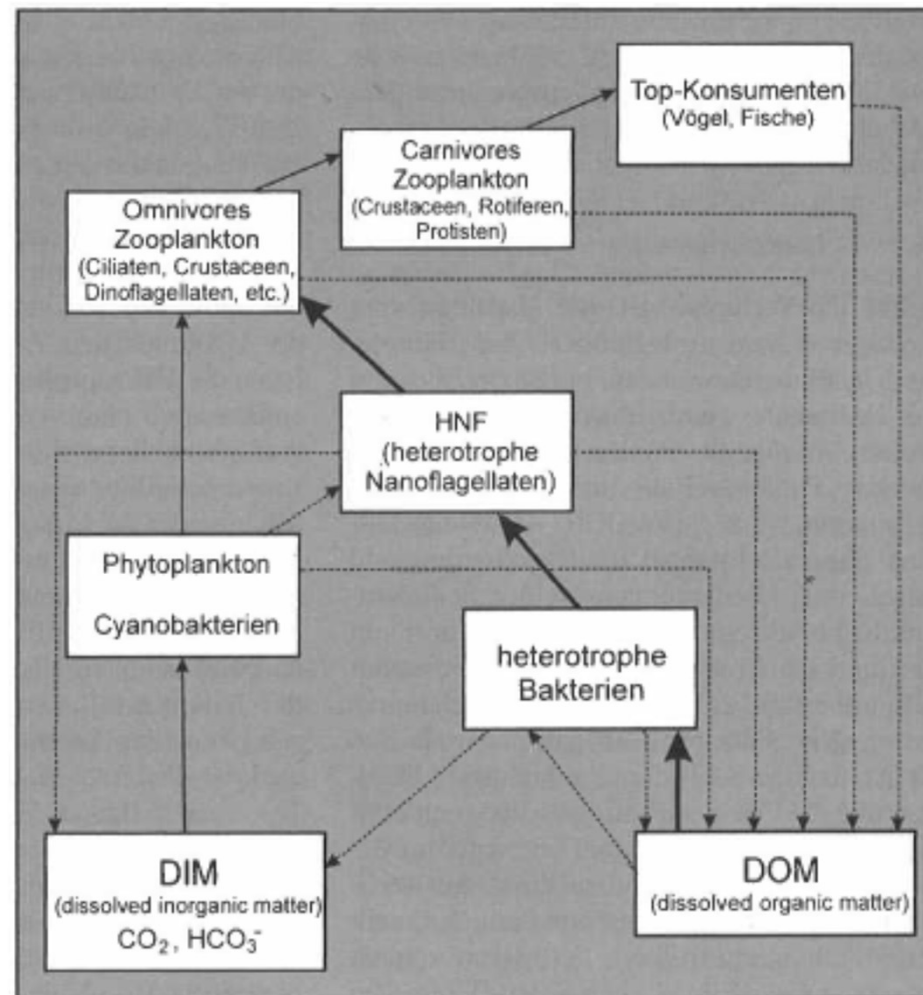 Top-Konsumenten
(Vögel, Fische)
Carnivores
Zooplankton
(Crustaceen, Rotiferen,
Protisten)
Omnivores
Zooplankton
(Ciliaten, Crustaceen,
Dinoflagellaten, etc.)
HNF
(heterotrophe
Nanoflagellaten)
Phytoplankton
Cyanobakterien
heterotrophe
Bakterien
DIM
(dissolved inorganic matter)
CO₂, HCO₃⁻
DOM
(dissolved organic matter)